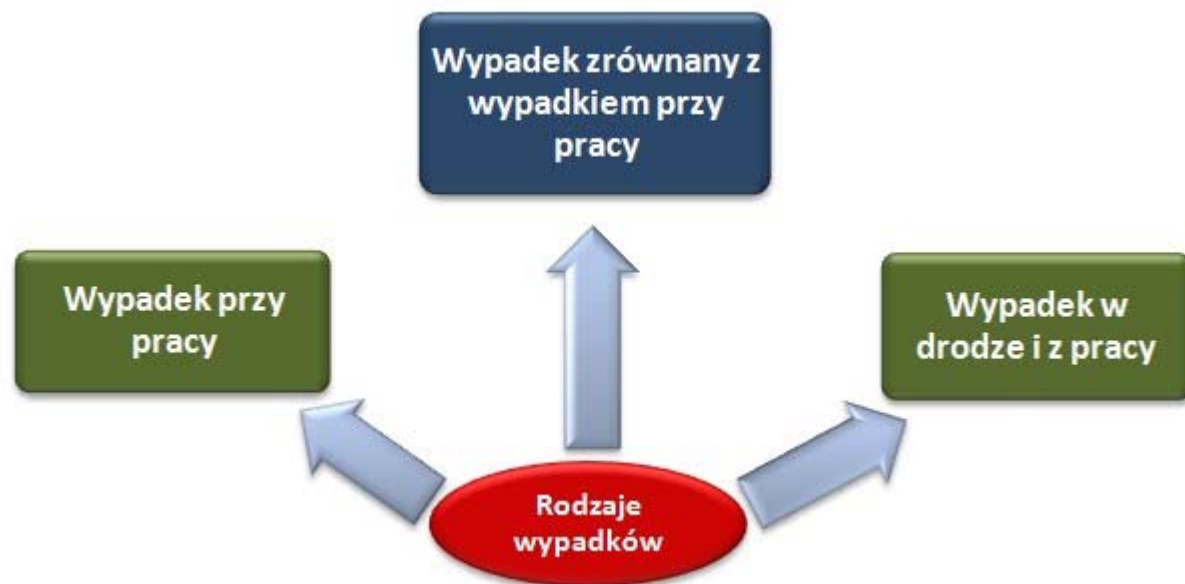 Wypadek zrównany z
wypadkiem przy
pracy
Wypadek przy
pracy
Wypadek w
drodze i z pracy
Rodzaje
wypadków